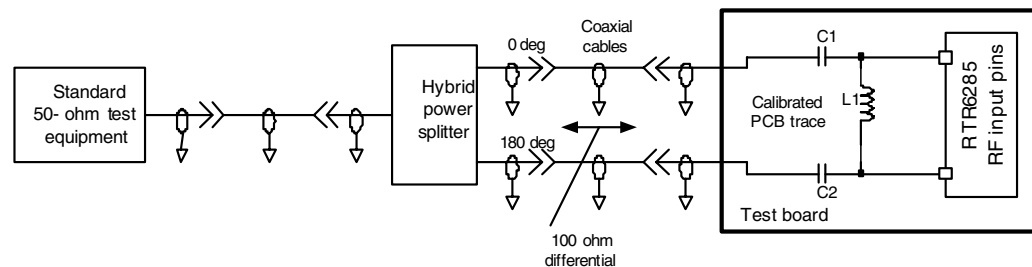 Standard
50- ohm test
equipment
Hybrid
power
splitter
0 deg
180 deg
Coaxial
cables
100 ohm
differential
C1
L1
C2
Calibrated
PCB trace
RTR6285
RF input pins
Test board